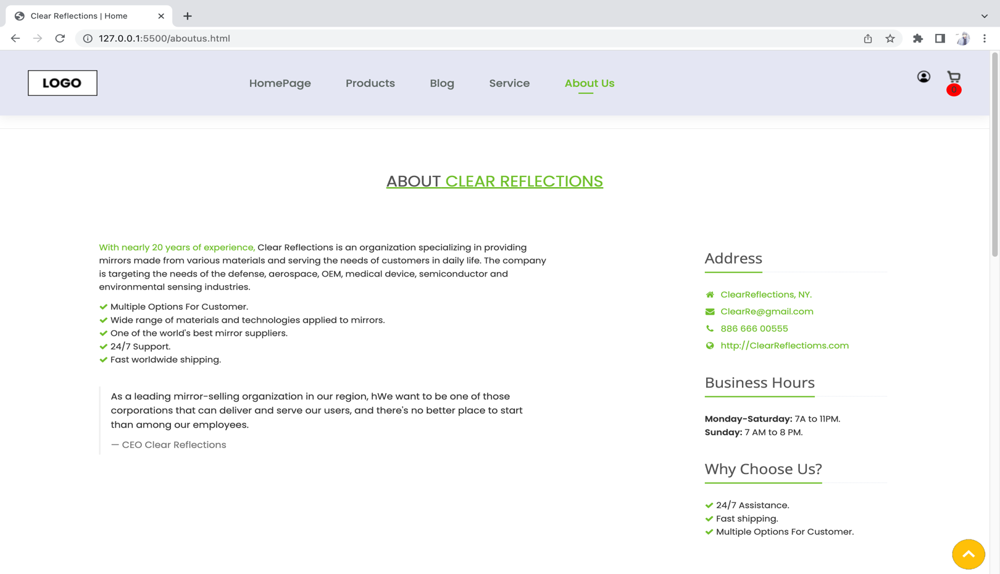 Clear Reflections | Home
127.0.0.1:5500/aboutus.html
LOGO
HomePage
Products
Blog
Service
About Us
0
ABOUT CLEAR REFLECTIONS
With nearly 20 years of experience, Clear Reflections is an organization specializing in providing
mirrors made from various materials and serving the needs of customers in daily life. The company
is targeting the needs of the defense, aerospace, OEM, medical device, semiconductor and
environmental sensing industries.
Multiple Options For Customer.
Wide range of materials and technologies applied to mirrors.
One of the world's best mirror suppliers.
24/7 Support.
Fast worldwide shipping.
As a leading mirror-selling organization in our region, hWe want to be one of those
corporations that can deliver and serve our users, and there's no better place to start
than among our employees.
— CEO Clear Reflections
Address
ClearReflections, NY.
ClearRe@gmail.com
886 666 00555
http://ClearReflectioms.com
Business Hours
Monday-Saturday: 7A to 11PM.
Sunday: 7 AM to 8 PM.
Why Choose Us?
24/7 Assistance.
Fast shipping.
Multiple Options For Customer.